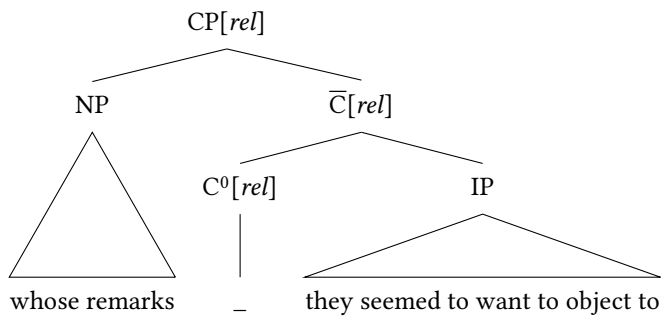 CP[rel]
NP C̅[rel]
C⁰[rel] IP
whose remarks _ they seemed to want to object to